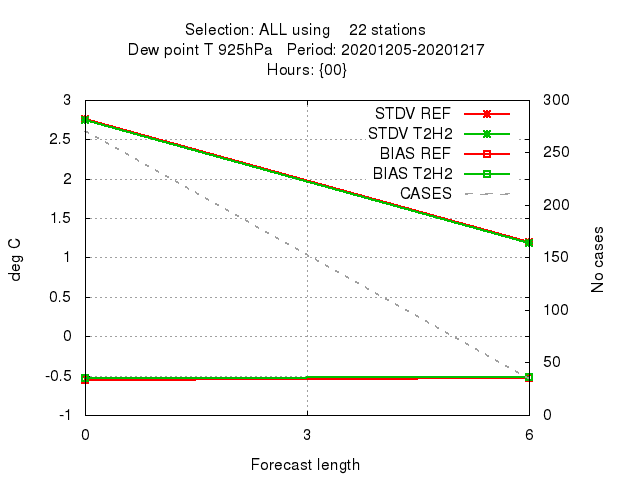 Selection: ALL using 22 stations
Dew point T 925hPa Period: 20201205-20201217
Hours: {00}
3 300
STDV REF
2.5 STDV T2H2 250
BIAS REF
2 BIAS T2H2 200
CASES
1.5
1 150
deg C No cases
0.5 100
0
-0.5 50
-1 0
0 3 6
Forecast length